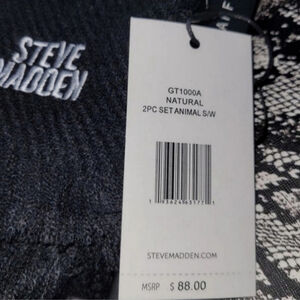 STEVE
MADDEN
GT1000A
NATURAL
2PC SET ANIMAL S/W
STEVEMADDEN.COM
MSRP $ 88.00